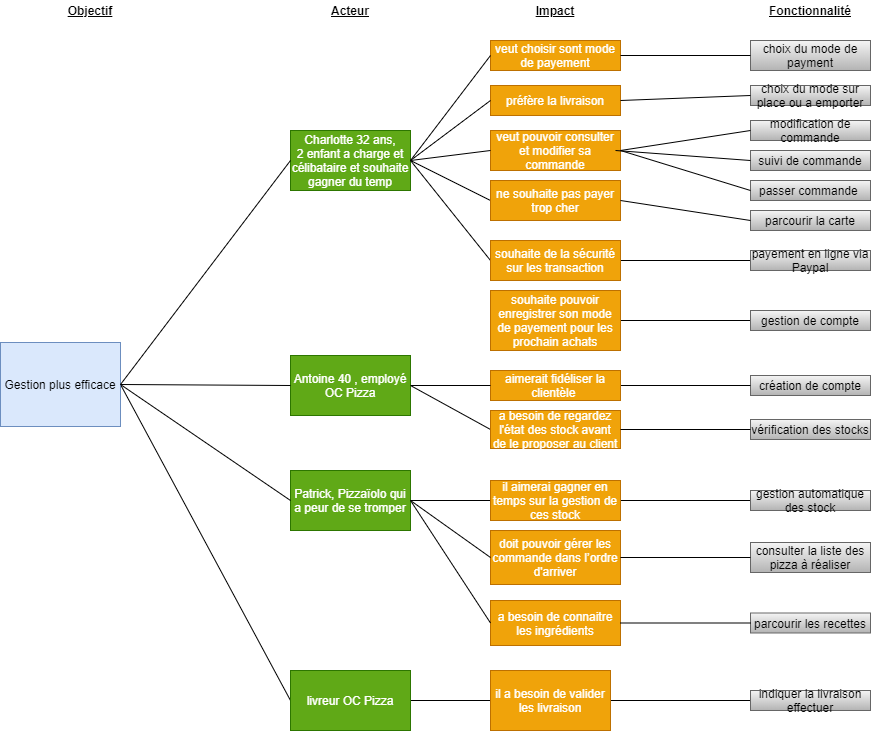 Objectif
Acteur
Impact
Fonctionnalité
Gestion plus efficace
Charlotte 32 ans,
2 enfant a charge et
célibataire et souhaite
gagner du temp
veut choisir sont mode
de payement
choix du mode de
payment
préfère la livraison
choix du mode sur
place ou a emporter
veut pouvoir consulter
et modifier sa
commande
modification de
commande
suivi de commande
passer commande
ne souhaite pas payer
trop cher
parcourir la carte
souhaite de la sécurité
sur les transaction
payement en ligne via
Paypal
souhaite pouvoir
enregistrer son mode
de payement pour les
prochain achats
gestion de compte
Antoine 40 , employé
OC Pizza
aimerait fidéliser la
clientèle
création de compte
a besoin de regardez
l'état des stock avant
de le proposer au client
vérification des stocks
Patrick, Pizzaïolo qui
a peur de se tromper
il aimerai gagner en
temps sur la gestion de
ces stock
gestion automatique
des stock
doit pouvoir gérer les
commande dans l'ordre
d'arriver
consulter la liste des
pizza à réaliser
a besoin de connaitre
les ingrédients
parcourir les recettes
livreur OC Pizza
il a besoin de valider
les livraison
indiquer la livraison
effectuer